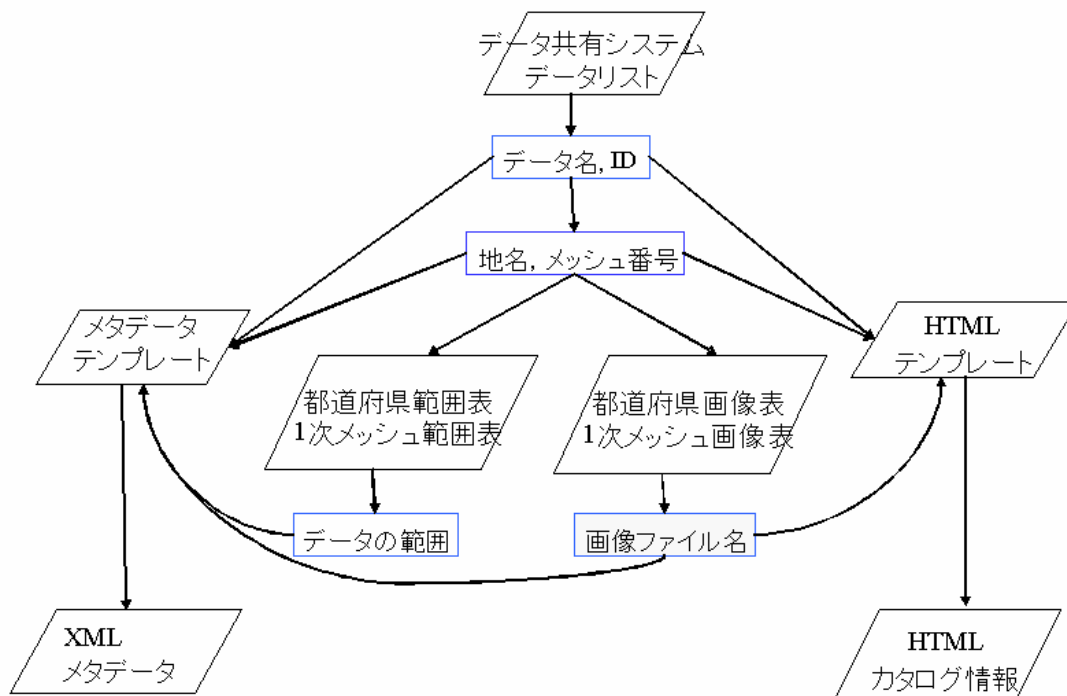 データ共有システム
データリスト
データ名, ID
地名, メッシュ番号
メタデータ
テンプレート
HTML
テンプレート
都道府県範囲表
1次メッシュ範囲表
都道府県画像表
1次メッシュ画像表
データの範囲
画像ファイル名
XML
メタデータ
HTML
カタログ情報